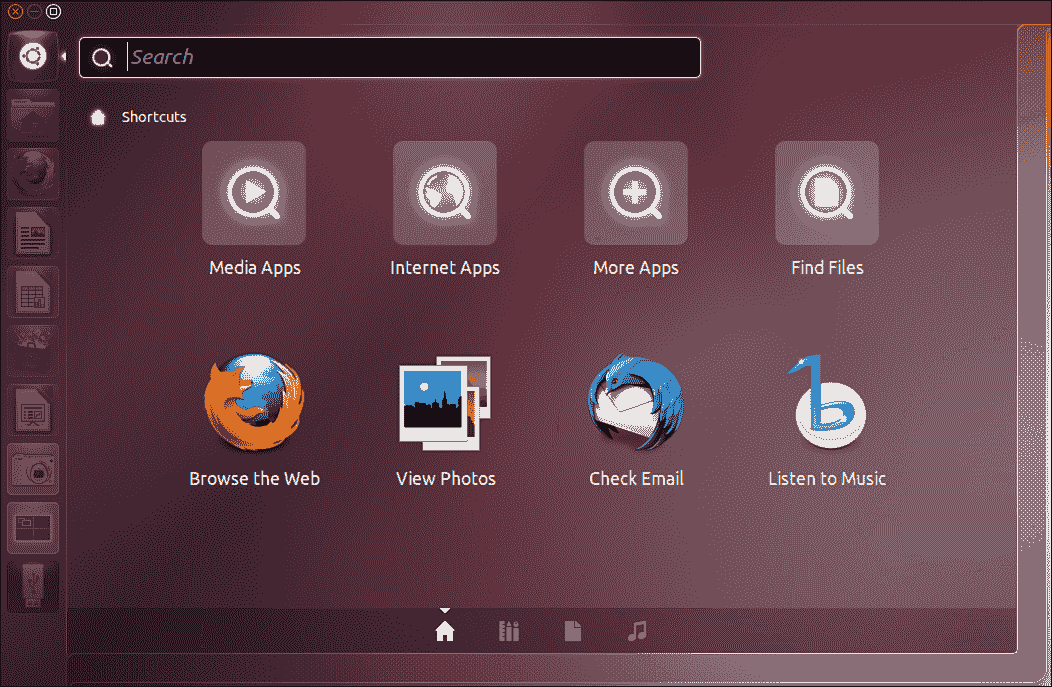 Search
Shortcuts
Media Apps
Internet Apps
More Apps
Find Files
Browse the Web
View Photos
Check Email
Listen to Music